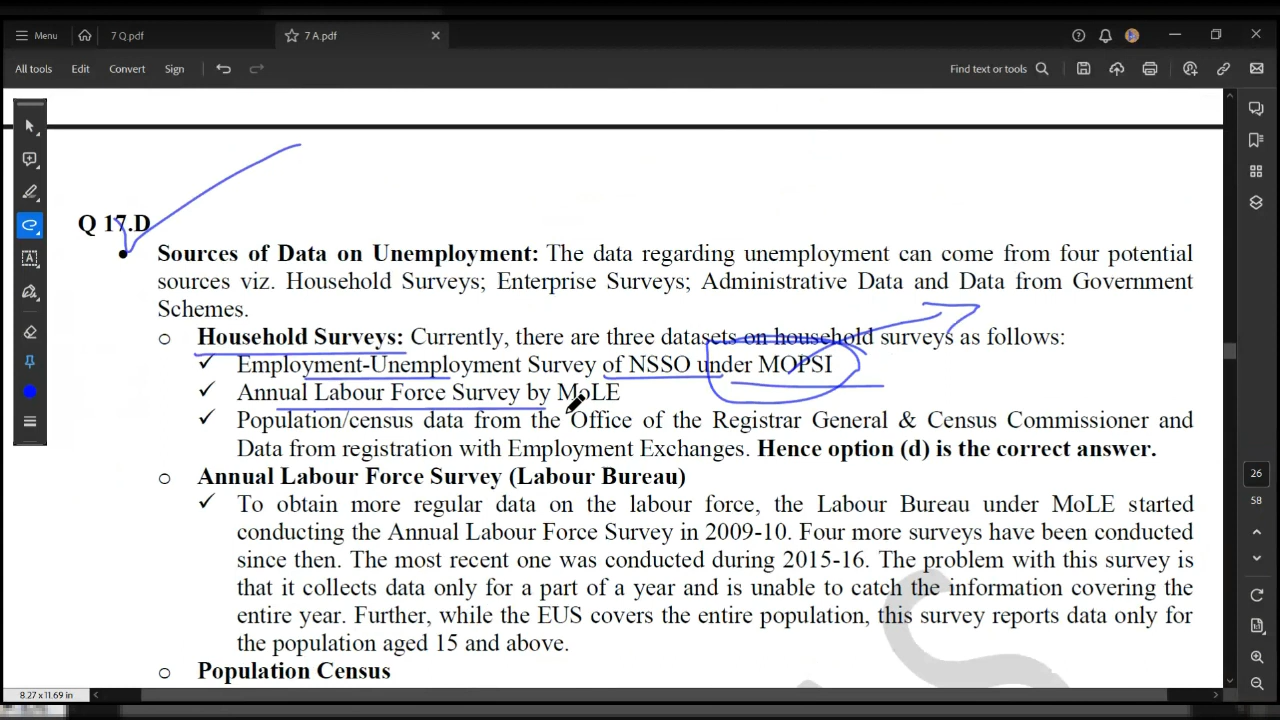 Menu
7 Q.pdf
7 A.pdf
All tools
Edit
Convert
Sign
Find text or tools
Q 17.D
Sources of Data on Unemployment: The data regarding unemployment can come from four potential
sources viz. Household Surveys; Enterprise Surveys; Administrative Data and Data from Government
Schemes.
Household Surveys: Currently, there are three datasets on household surveys as follows:
Employment-Unemployment Survey of NSSO under MOPSI
Annual Labour Force Survey by MoLE
Population/census data from the Office of the Registrar General & Census Commissioner and
Data from registration with Employment Exchanges. Hence option (d) is the correct answer.
Annual Labour Force Survey (Labour Bureau)
To obtain more regular data on the labour force, the Labour Bureau under MoLE started
conducting the Annual Labour Force Survey in 2009-10. Four more surveys have been conducted
since then. The most recent one was conducted during 2015-16. The problem with this survey is
that it collects data only for a part of a year and is unable to catch the information covering the
entire year. Further, while the EUS covers the entire population, this survey reports data only for
the population aged 15 and above.
Population Census
26
58
8.27 x 11.69 in